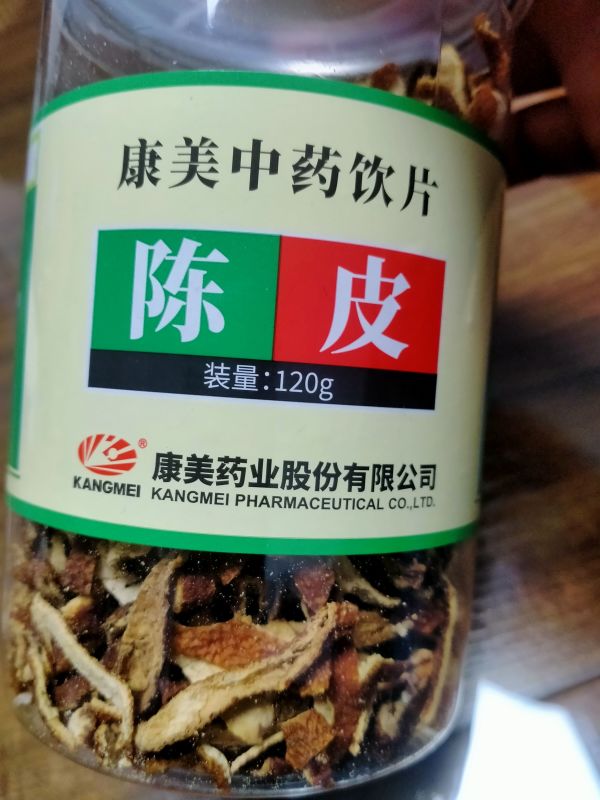 康美中药饮片
陈皮
装量:120g
KANGMEI
®
康美药业股份有限公司
KANGMEI PHARMACEUTICAL CO.,LTD.